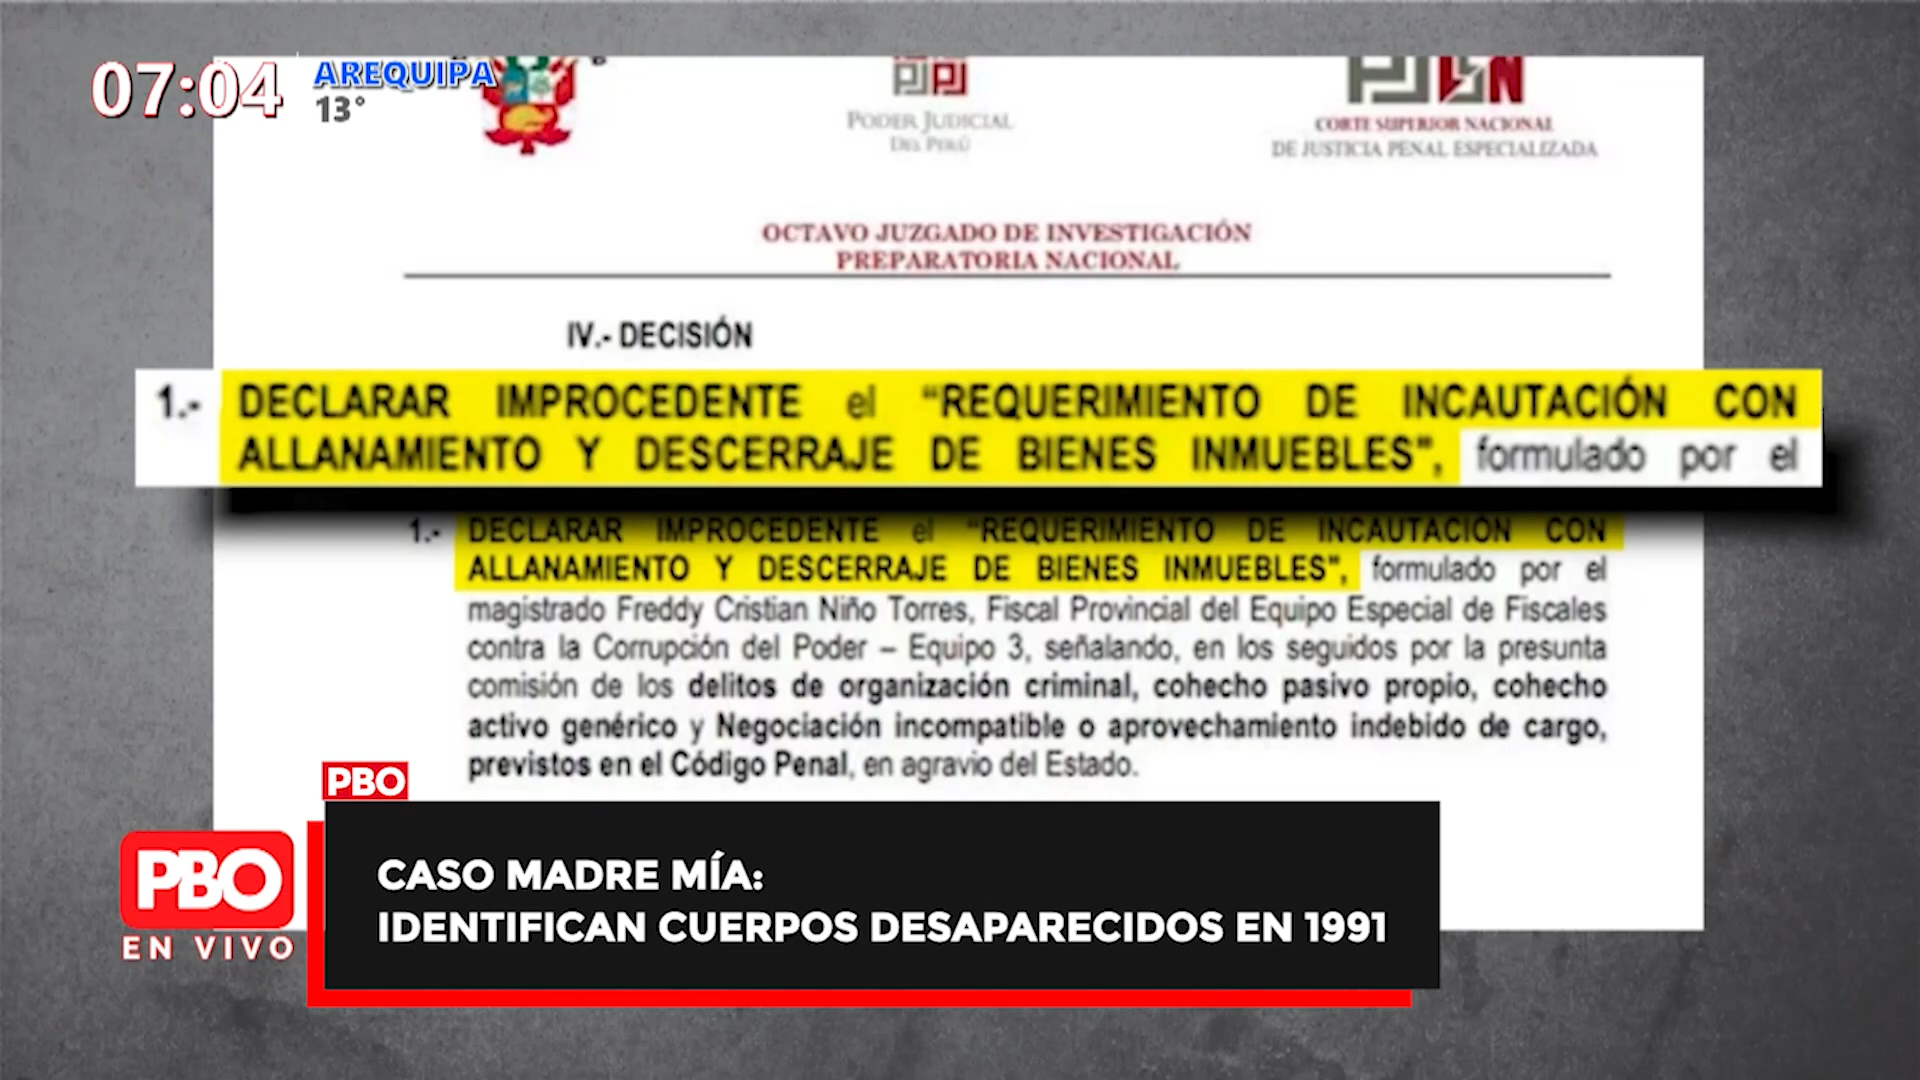 07:04
AREQUIPA
13°
PODER JUDICIAL
DEL PERÚ
CORTE SUPERIOR NACIONAL
DE JUSTICIA PENAL ESPECIALIZADA
OCTAVO JUZGADO DE INVESTIGACIÓN
PREPARATORIA NACIONAL
IV.- DECISIÓN
1.- DECLARAR IMPROCEDENTE el “REQUERIMIENTO DE INCAUTACIÓN CON
ALLANAMIENTO Y DESCERRAJE DE BIENES INMUEBLES", formulado por el
1.- DECLARAR IMPROCEDENTE el “REQUERIMIENTO DE INCAUTACIÓN CON
ALLANAMIENTO Y DESCERRAJE DE BIENES INMUEBLES", formulado por el
magistrado Freddy Cristian Niño Torres, Fiscal Provincial del Equipo Especial de Fiscales
contra la Corrupción del Poder – Equipo 3, señalando, en los seguidos por la presunta
comisión de los delitos de organización criminal, cohecho pasivo propio, cohecho
activo genérico y Negociación incompatible o aprovechamiento indebido de cargo,
previstos en el Código Penal, en agravio del Estado.
PBO
PBO
EN VIVO
CASO MADRE MÍA:
IDENTIFICAN CUERPOS DESAPARECIDOS EN 1991